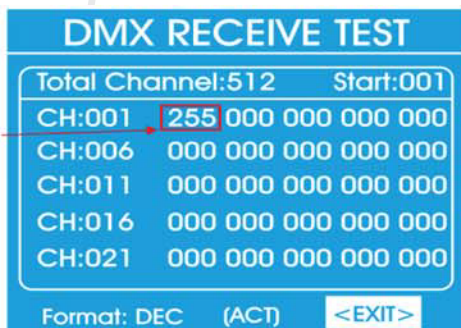 DMX RECEIVE TEST
Total Channel:512 Start:001
CH:001 255 000 000 000 000
CH:006 000 000 000 000 000
CH:011 000 000 000 000 000
CH:016 000 000 000 000 000
CH:021 000 000 000 000 000
Format: DEC (ACT) <EXIT>